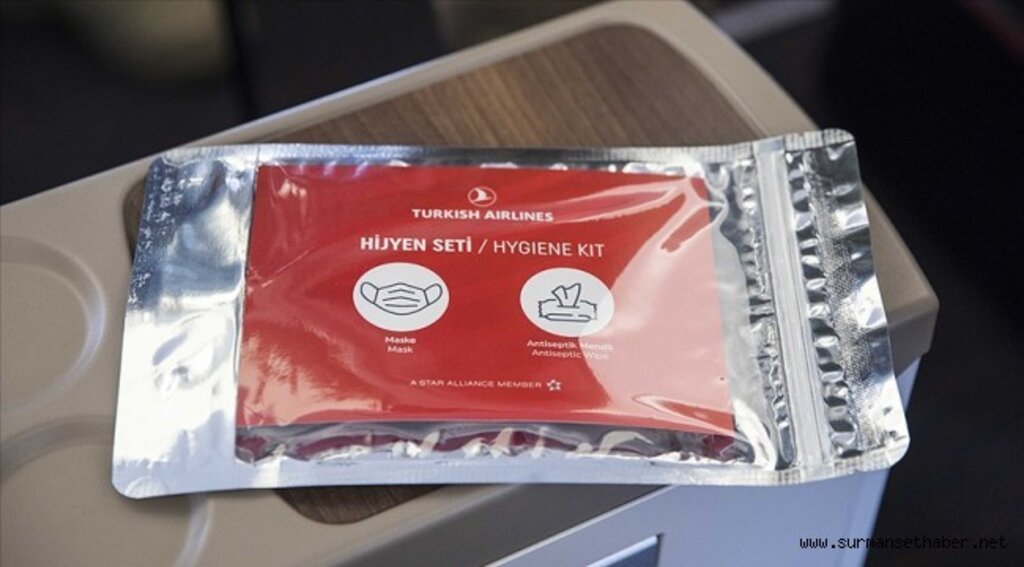 TURKISH AIRLINES
HİJYEN SETİ / HYGIENE KIT
Maske
Mask
Antiseptik Mendil
Antiseptic Wipe
A STAR ALLIANCE MEMBER
www.surmansethaber.net